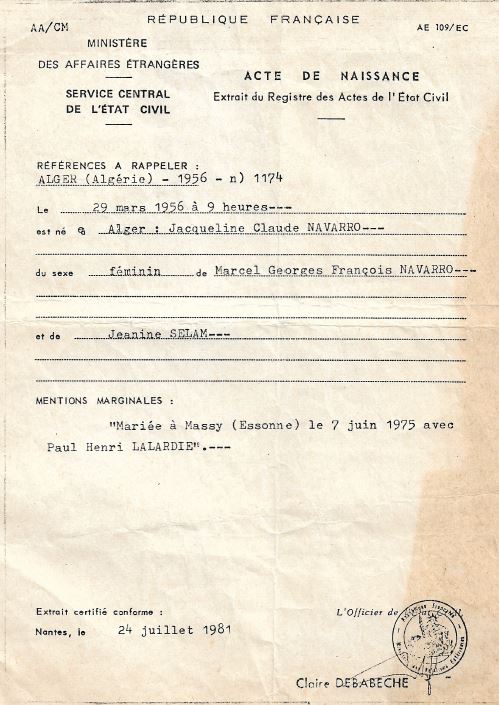 RÉPUBLIQUE FRANÇAISE
AA/CM
AE 109/EC
MINISTÈRE
DES AFFAIRES ÉTRANGÈRES
SERVICE CENTRAL
DE L'ÉTAT CIVIL
ACTE DE NAISSANCE
Extrait du Registre des Actes de l'État Civil
RÉFÉRENCES A RAPPELER :
ALGER (Algérie) - 1956 - n) 1174
Le 29 mars 1956 à 9 heures---
est né e à Alger : Jacqueline Claude NAVARRO---
du sexe féminin de Marcel Georges François NAVARRO---
et de Jeanine SELAM---
MENTIONS MARGINALES :
"Mariée à Massy (Essonne) le 7 juin 1975 avec
Paul Henri LALARDIE".---
Extrait certifié conforme :
Nantes, le 24 juillet 1981
L'Officier de
République Française
Claire DEBABECHE